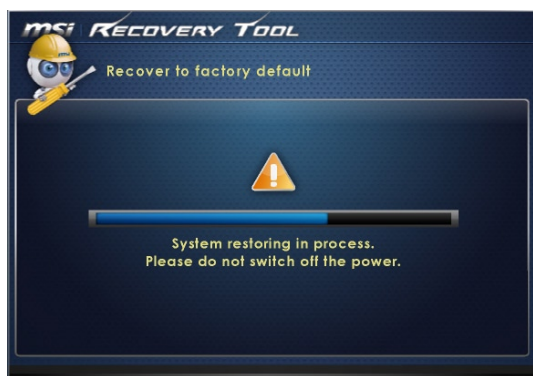 msi RECOVERY TOOL
Recover to factory default
System restoring in process.
Please do not switch off the power.